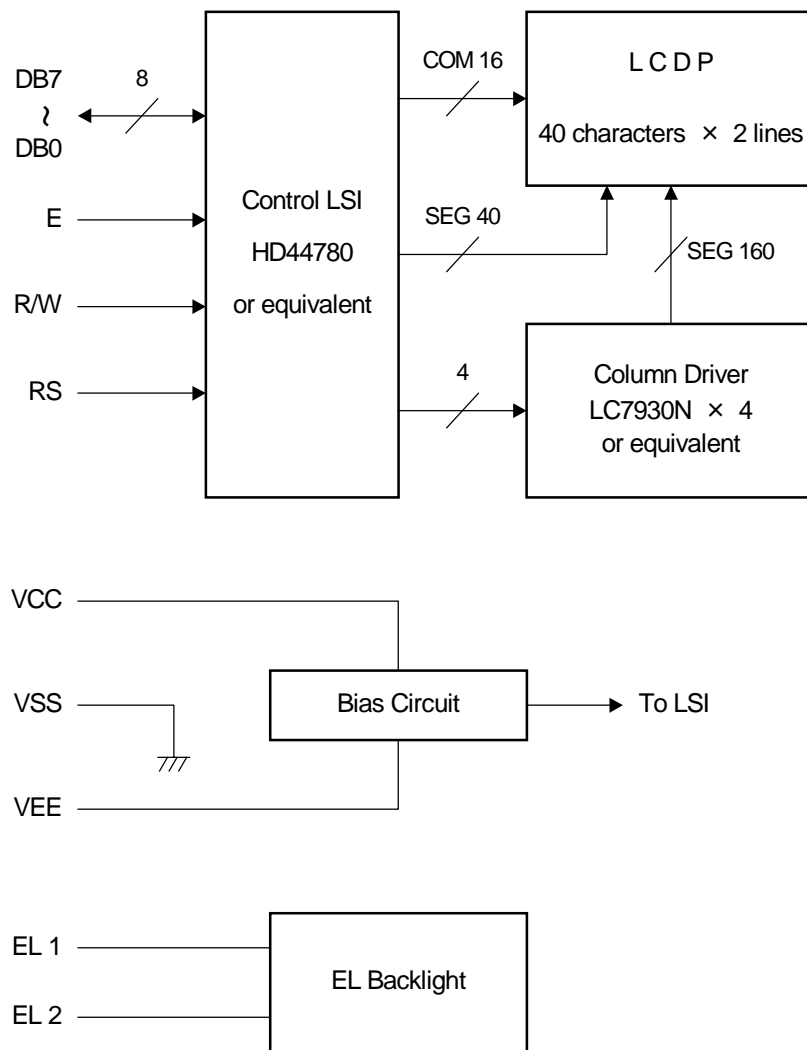 DB7
~
DB0
8
E
R/W
RS
Control LSI
HD44780
or equivalent
COM 16
SEG 40
4
L C D P
40 characters × 2 lines
SEG 160
Column Driver
LC7930N × 4
or equivalent
VCC
VSS
VEE
Bias Circuit
To LSI
EL 1
EL 2
EL Backlight